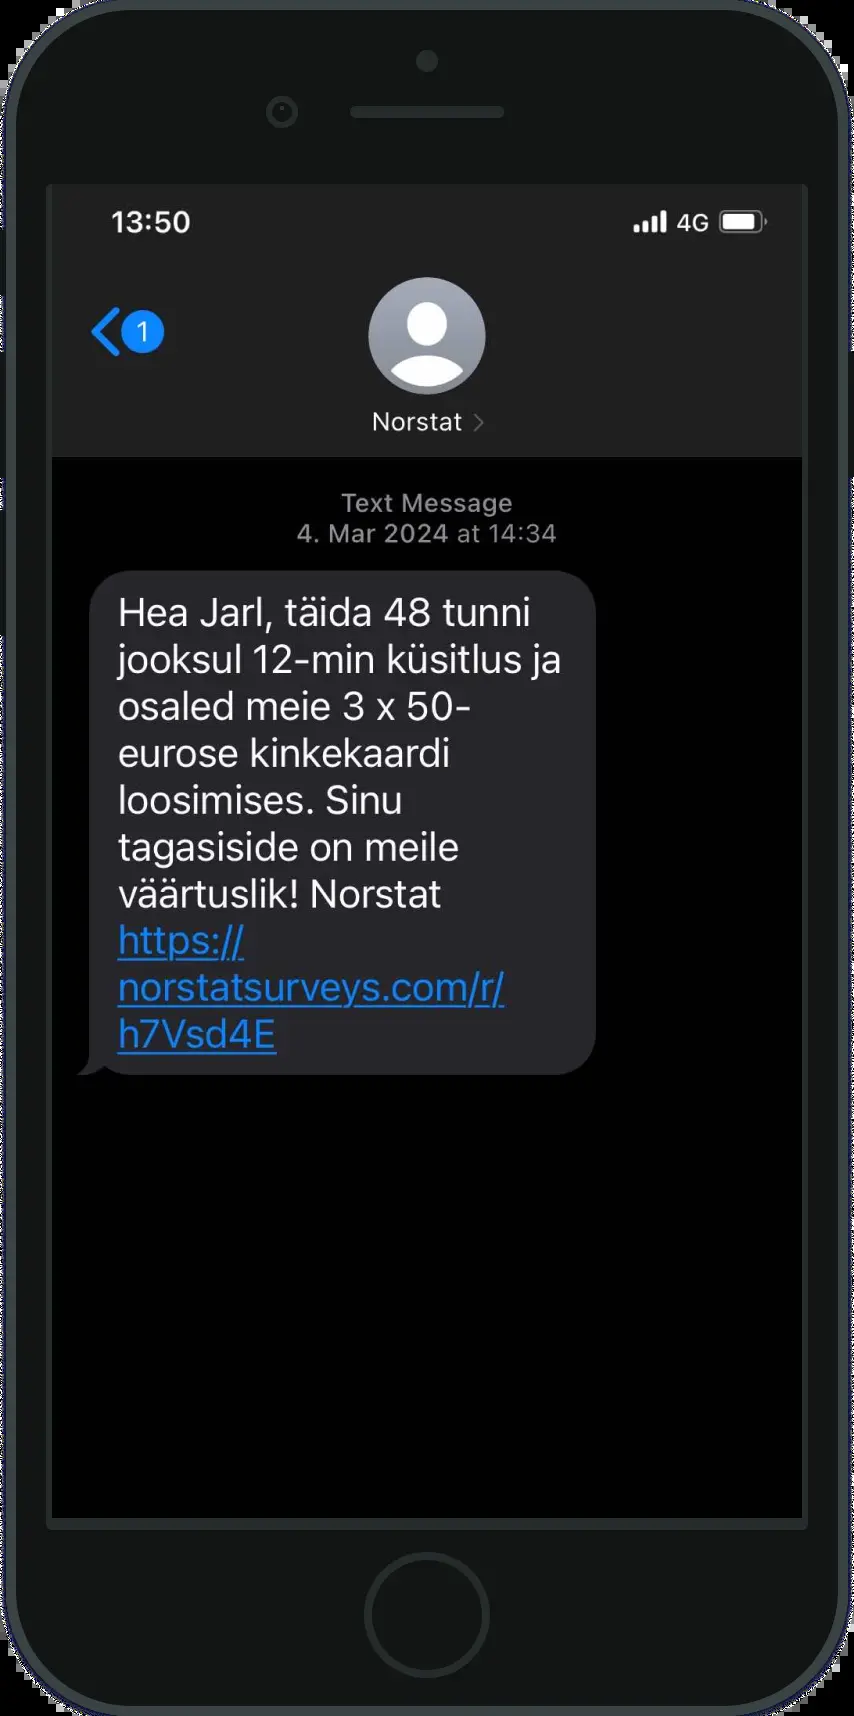 13:50
4G
1
Norstat
Text Message
4. Mar 2024 at 14:34
Hea Jarl, täida 48 tunni
jooksul 12-min küsitlus ja
osaled meie 3 x 50-
eurose kinkekaardi
loosimises. Sinu
tagasiside on meile
väärtuslik! Norstat
https://
norstatsurveys.com/r/
h7Vsd4E